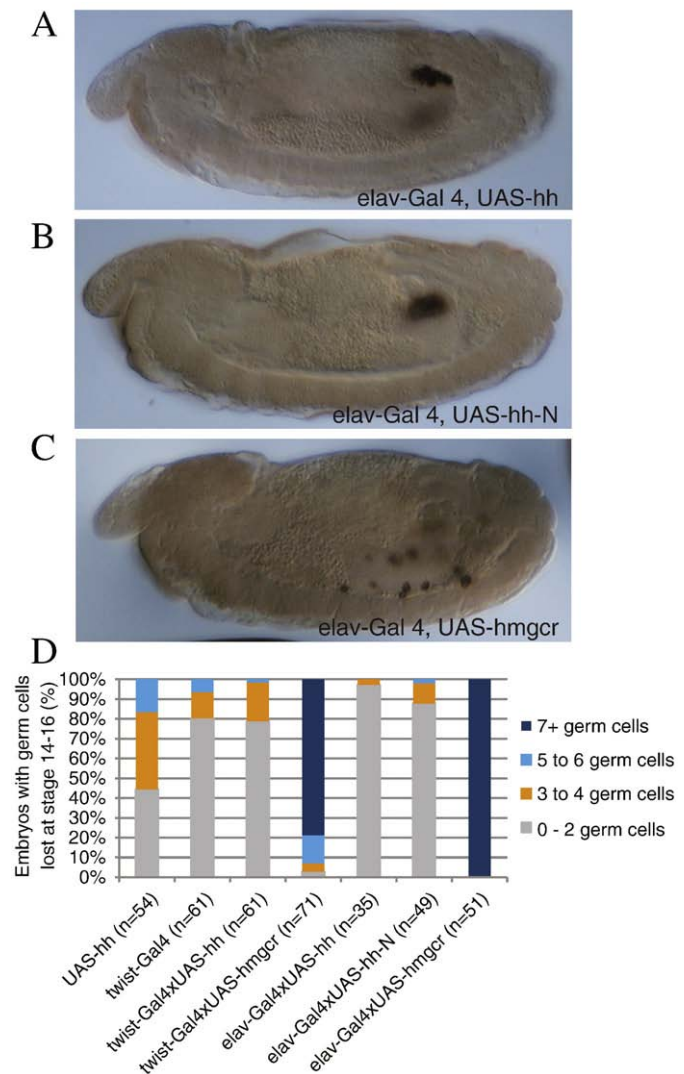 A
elav-Gal 4, UAS-hh
B
elav-Gal 4, UAS-hh-N
C
elav-Gal 4, UAS-hmgcr
D
Embryos with germ cells
lost at stage 14-16 (%)
100%
90%
80%
70%
60%
50%
40%
30%
20%
10%
0%
7+ germ cells
5 to 6 germ cells
3 to 4 germ cells
0 - 2 germ cells
UAS-hh (n=54)
twist-Gal4 (n=61)
twist-Gal4xUAS-hh (n=61)
twist-Gal4xUAS-hmgcr (n=71)
elav-Gal4xUAS-hh (n=35)
elav-Gal4xUAS-hh-N (n=49)
elav-Gal4xUAS-hmgcr (n=51)